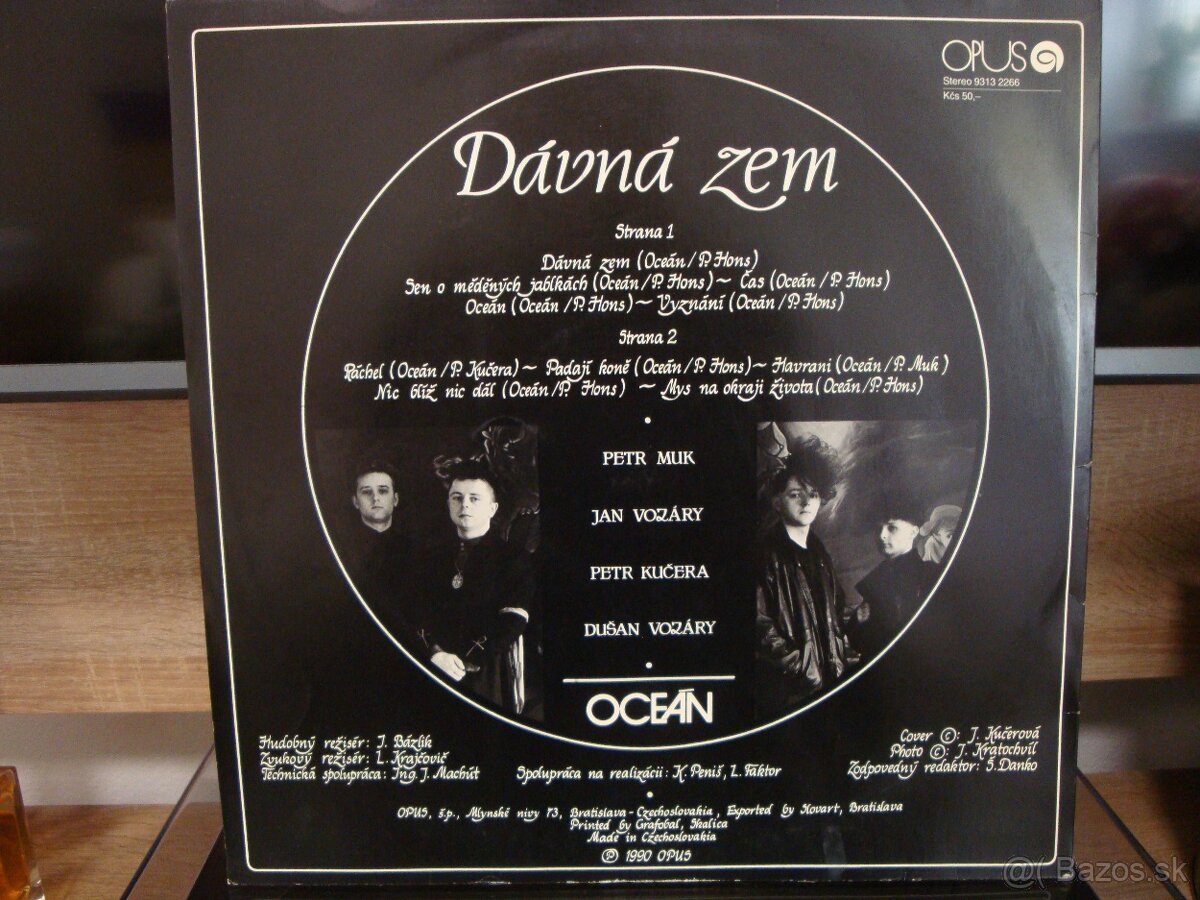 OPUS
Stereo 9313 2266
Kčs 50,–
Dávná zem
Strana 1
Dávná zem (Oceán / P. Hons)
Sen o měděných jablkách (Oceán / P. Hons) ~ Čas (Oceán / P. Hons)
Oceán (Oceán / P. Hons) ~ Vyznání (Oceán / P. Hons)
Strana 2
Ráchel (Oceán / P. Kučera) ~ Padají koně (Oceán / P. Hons) ~ Havrani (Oceán / P. Muk)
Nic blíž nic dál (Oceán / P. Hons) ~ Mys na okraji života (Oceán / P. Hons)
PETR MUK
JAN VOZÁRY
PETR KUČERA
DUŠAN VOZÁRY
OCEÁN
Hudobný režisér: J. Bázlik
Zvukový režisér: L. Krajčovič
Technická spolupráca: Ing. J. Machút
Spolupráca na realizácii: K. Peniš, L. Faktor
Cover ©: J. Kučerová
Photo ©: J. Kratochvíl
Zodpovedný redaktor: S. Danko
OPUS, š.p., Mlynské nivy 73, Bratislava - Czechoslovakia, Exported by Slovart, Bratislava
Printed by Grafobal, Skalica
Made in Czechoslovakia
Ⓟ 1990 OPUS
Bazos.sk